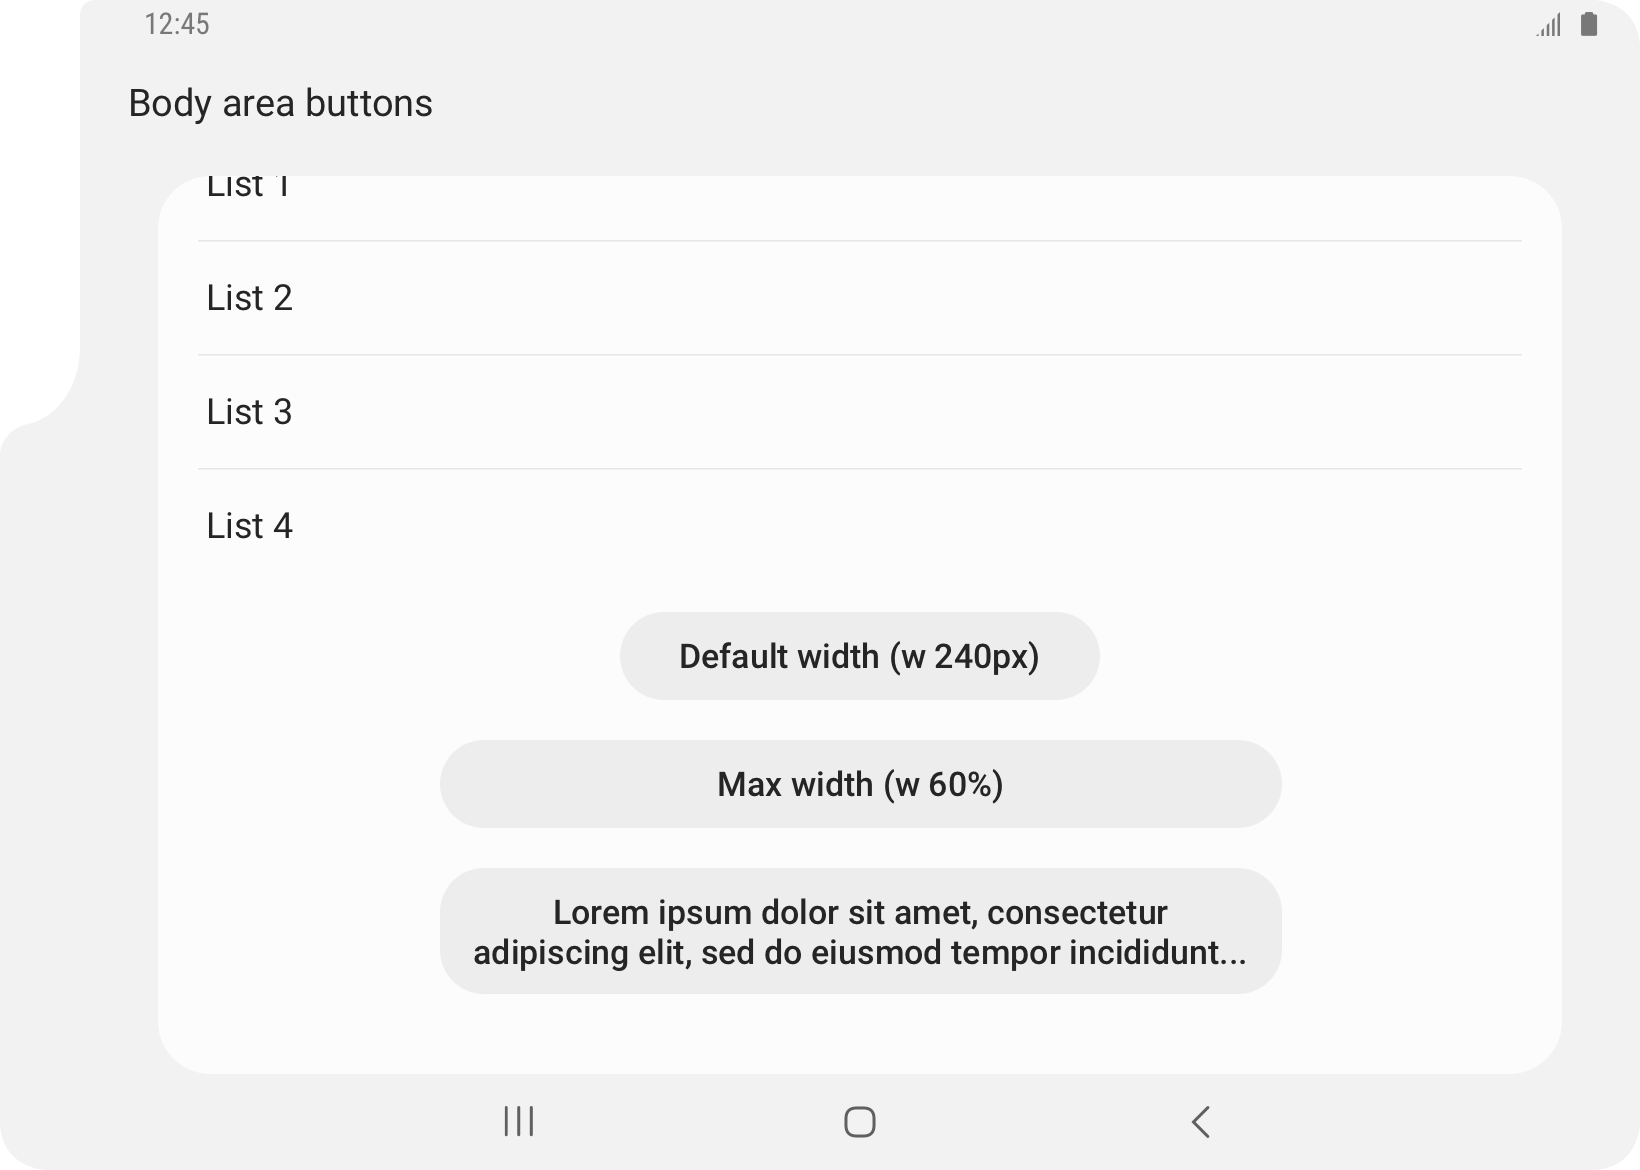 12:45
Body area buttons
List 1
List 2
List 3
List 4
Default width (w 240px)
Max width (w 60%)
Lorem ipsum dolor sit amet, consectetur
adipiscing elit, sed do eiusmod tempor incididunt...